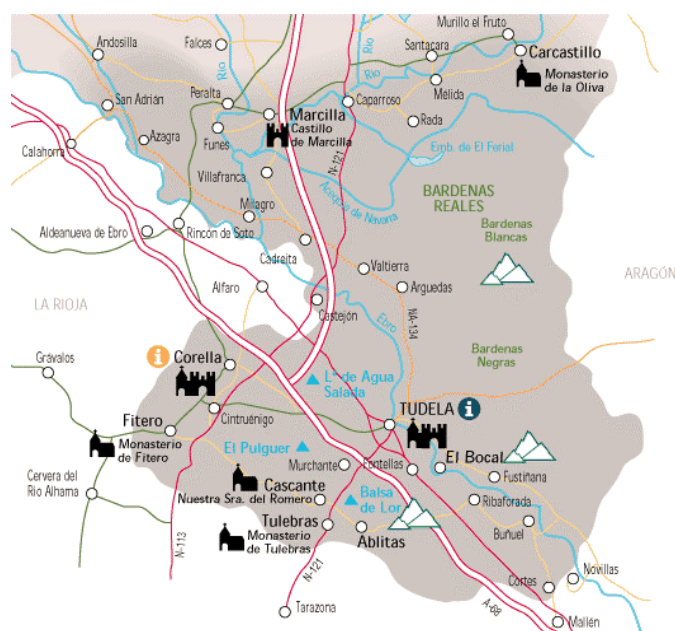 Murillo el Fruto
Andosilla
Falces
Río
Río
Santacara
Carcastillo
Monasterio
de la Oliva
Río
Mélida
San Adrián
Peralta
Marcilla
Castillo
de Marcilla
Caparroso
Rada
Azagra
Funes
Calahorra
N-121
Emb. de El Ferial
Villafranca
Acequia de Navarra
BARDENAS
REALES
Milagro
Bardenas
Blancas
Aldeanueva de Ebro
Rincón de Soto
Cadreita
Valtierra
ARAGÓN
Alfaro
Arguedas
LA RIOJA
Castejón
Ebro
NA-134
Bardenas
Negras
i
Corella
Grávalos
Lª de Agua
Salada
Cintruénigo
TUDELA
i
Fitero
Monasterio
de Fitero
El Pulguer
Murchante
Fontellas
El Bocal
Fustiñana
Cervera del
Río Alhama
Cascante
Nuestra Sra. del Romero
Balsa
de Lor
Ribaforada
Tulebras
Monasterio
de Tulebras
Ablitas
Buñuel
N-113
N-121
Cortes
Novillas
Tarazona
A-68
Mallén